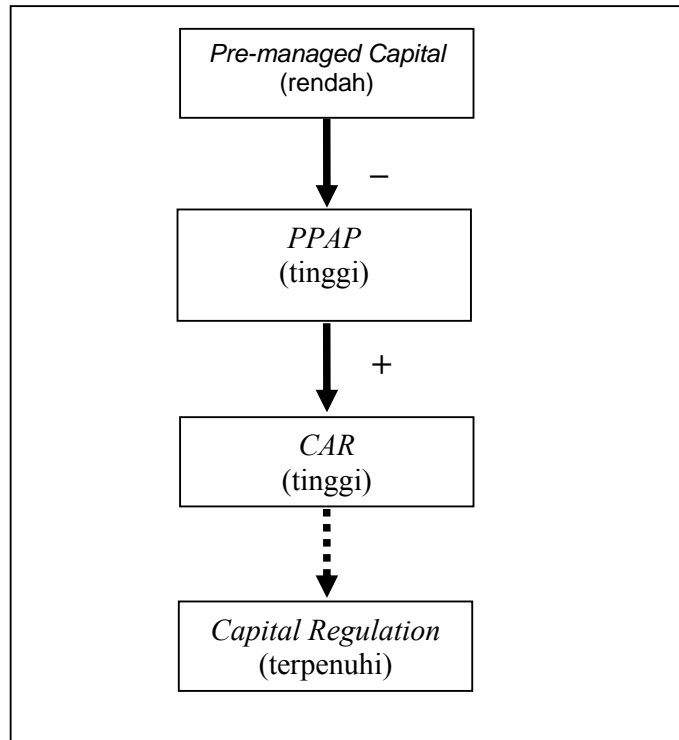 Pre-managed Capital
(rendah)
–
PPAP
(tinggi)
+
CAR
(tinggi)
Capital Regulation
(terpenuhi)